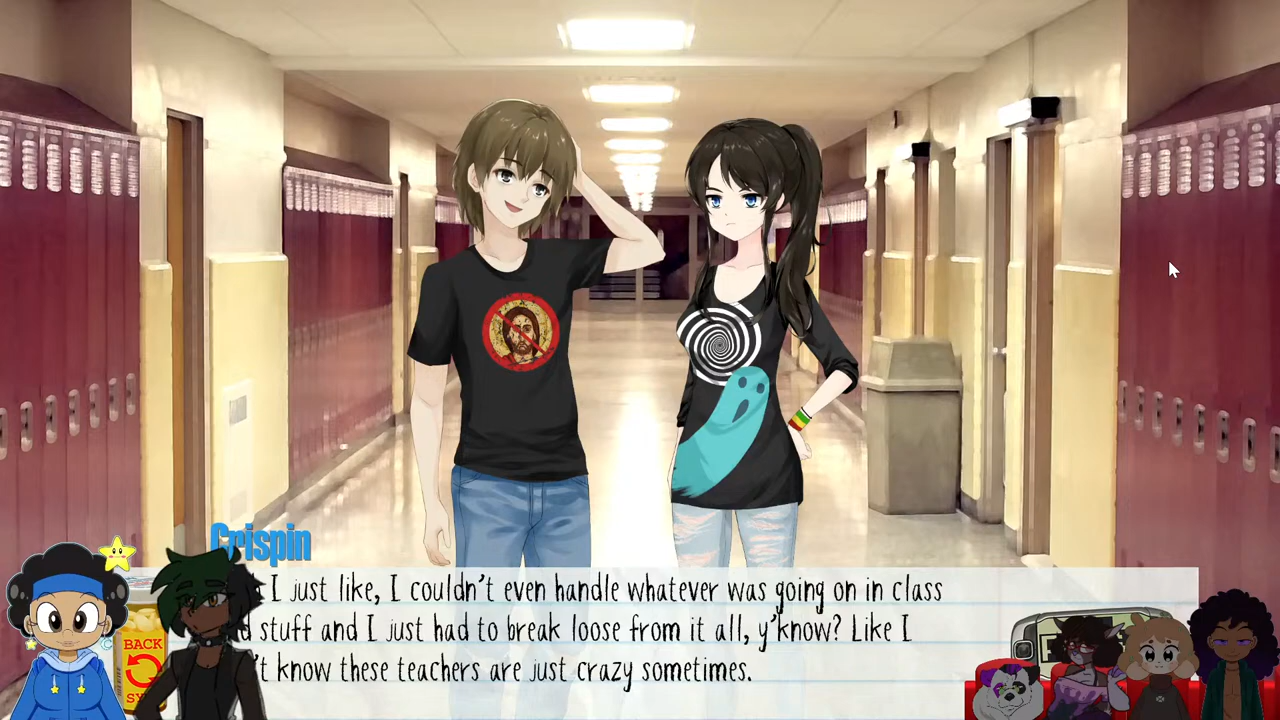 Crispin
I just like, I couldn't even handle whatever was going on in class
stuff and I just had to break loose from it all, y'know? Like I
know these teachers are just crazy sometimes.
BACK